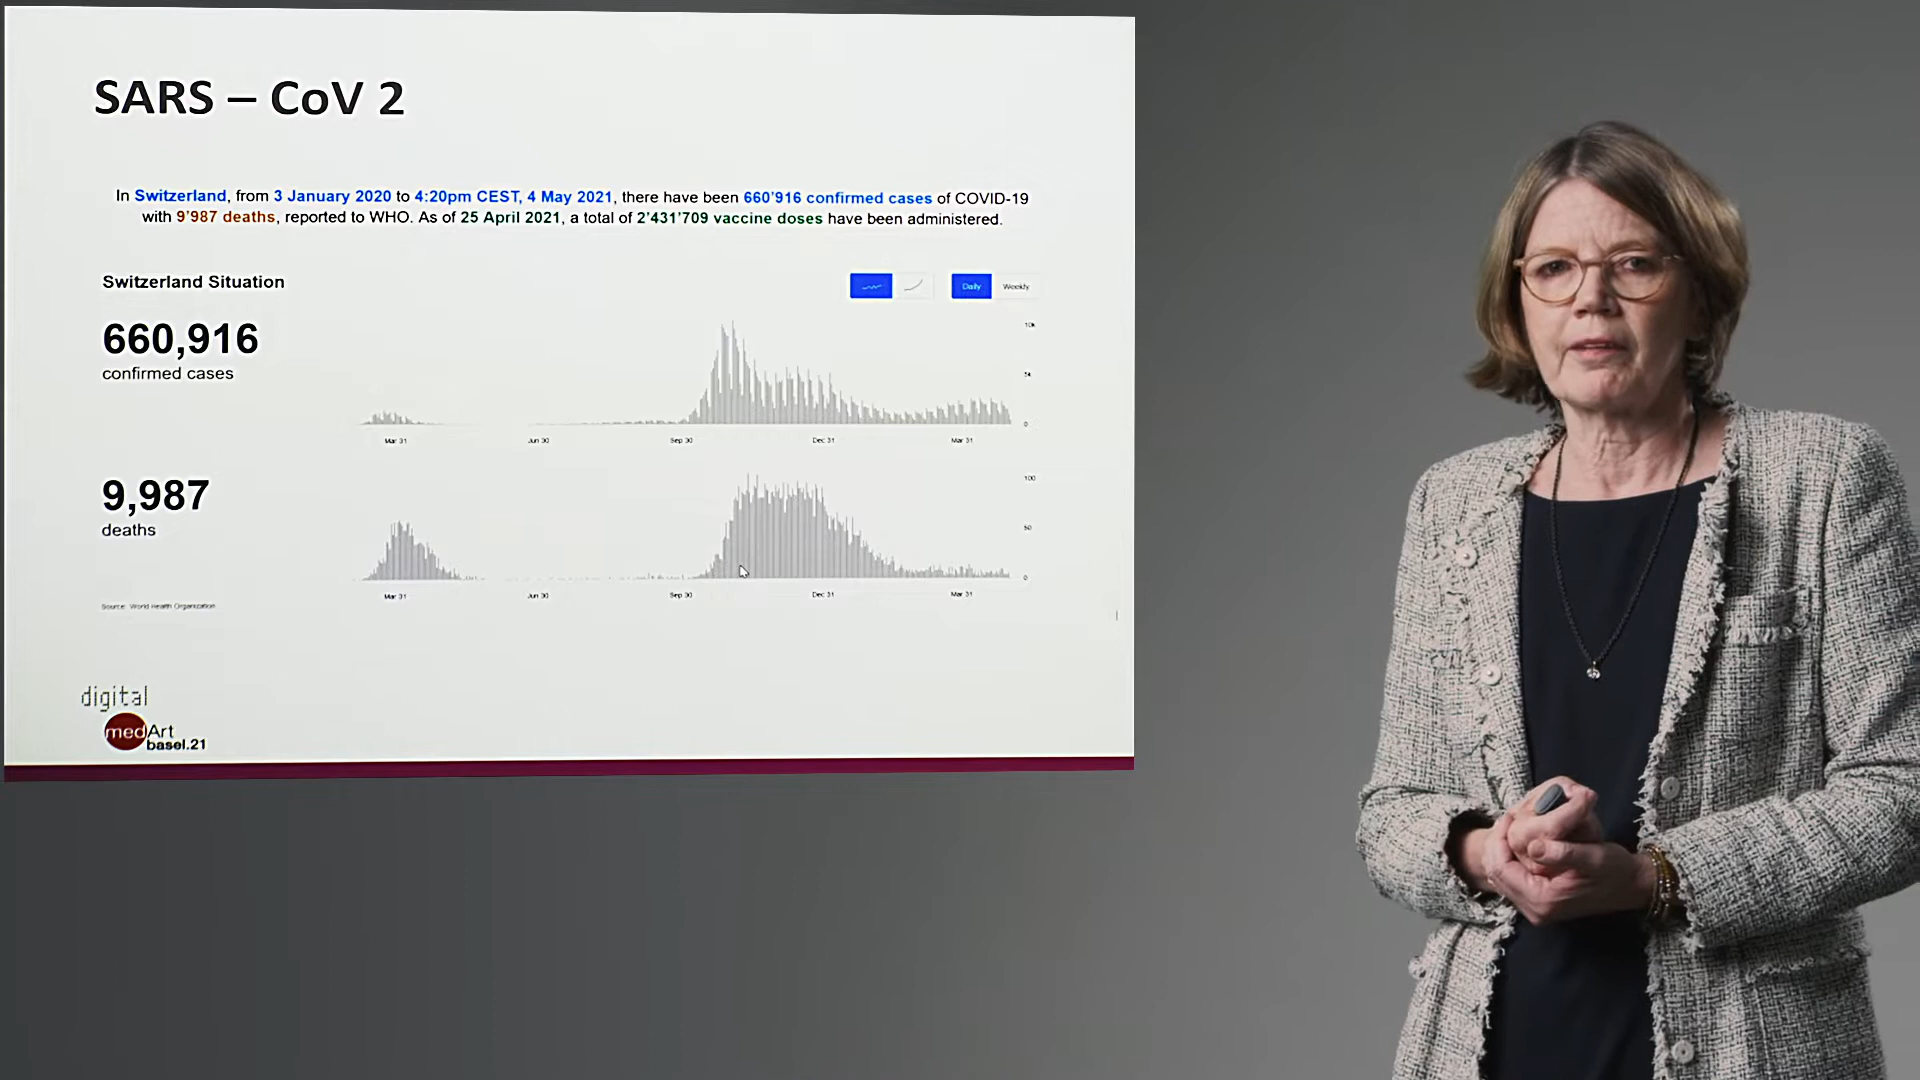 SARS – CoV 2
In Switzerland, from 3 January 2020 to 4:20pm CEST, 4 May 2021, there have been 660'916 confirmed cases of COVID-19
with 9'987 deaths, reported to WHO. As of 25 April 2021, a total of 2'431'709 vaccine doses have been administered.
Switzerland Situation
Daily Weekly
660,916
confirmed cases
10k
5k
0
Mar 31 Jun 30 Sep 30 Dec 31 Mar 31
9,987
deaths
100
50
0
Mar 31 Jun 30 Sep 30 Dec 31 Mar 31
Source: World Health Organization
digital
medArt
basel.21